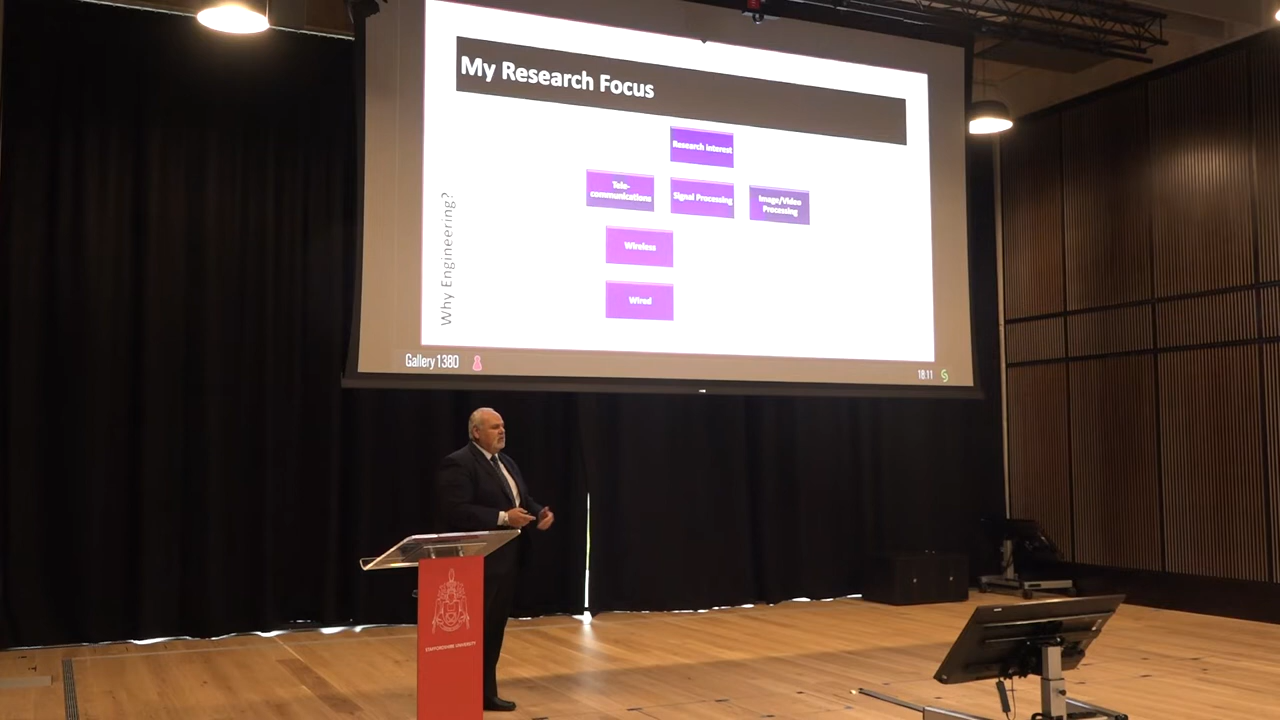 My Research Focus
Research Interest
Tele-
communications
Signal Processing
Image/Video
Processing
Wireless
Wired
Why Engineering?
Gallery 1380
18:11
STAFFORDSHIRE UNIVERSITY